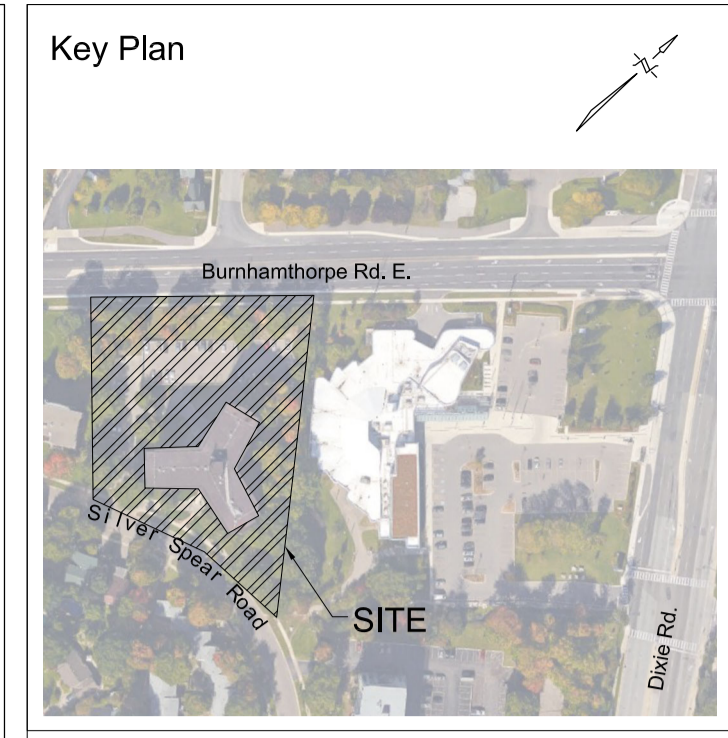 Key Plan
N
Burnhamthorpe Rd. E.
Silver Spear Road
SITE
Dixie Rd.